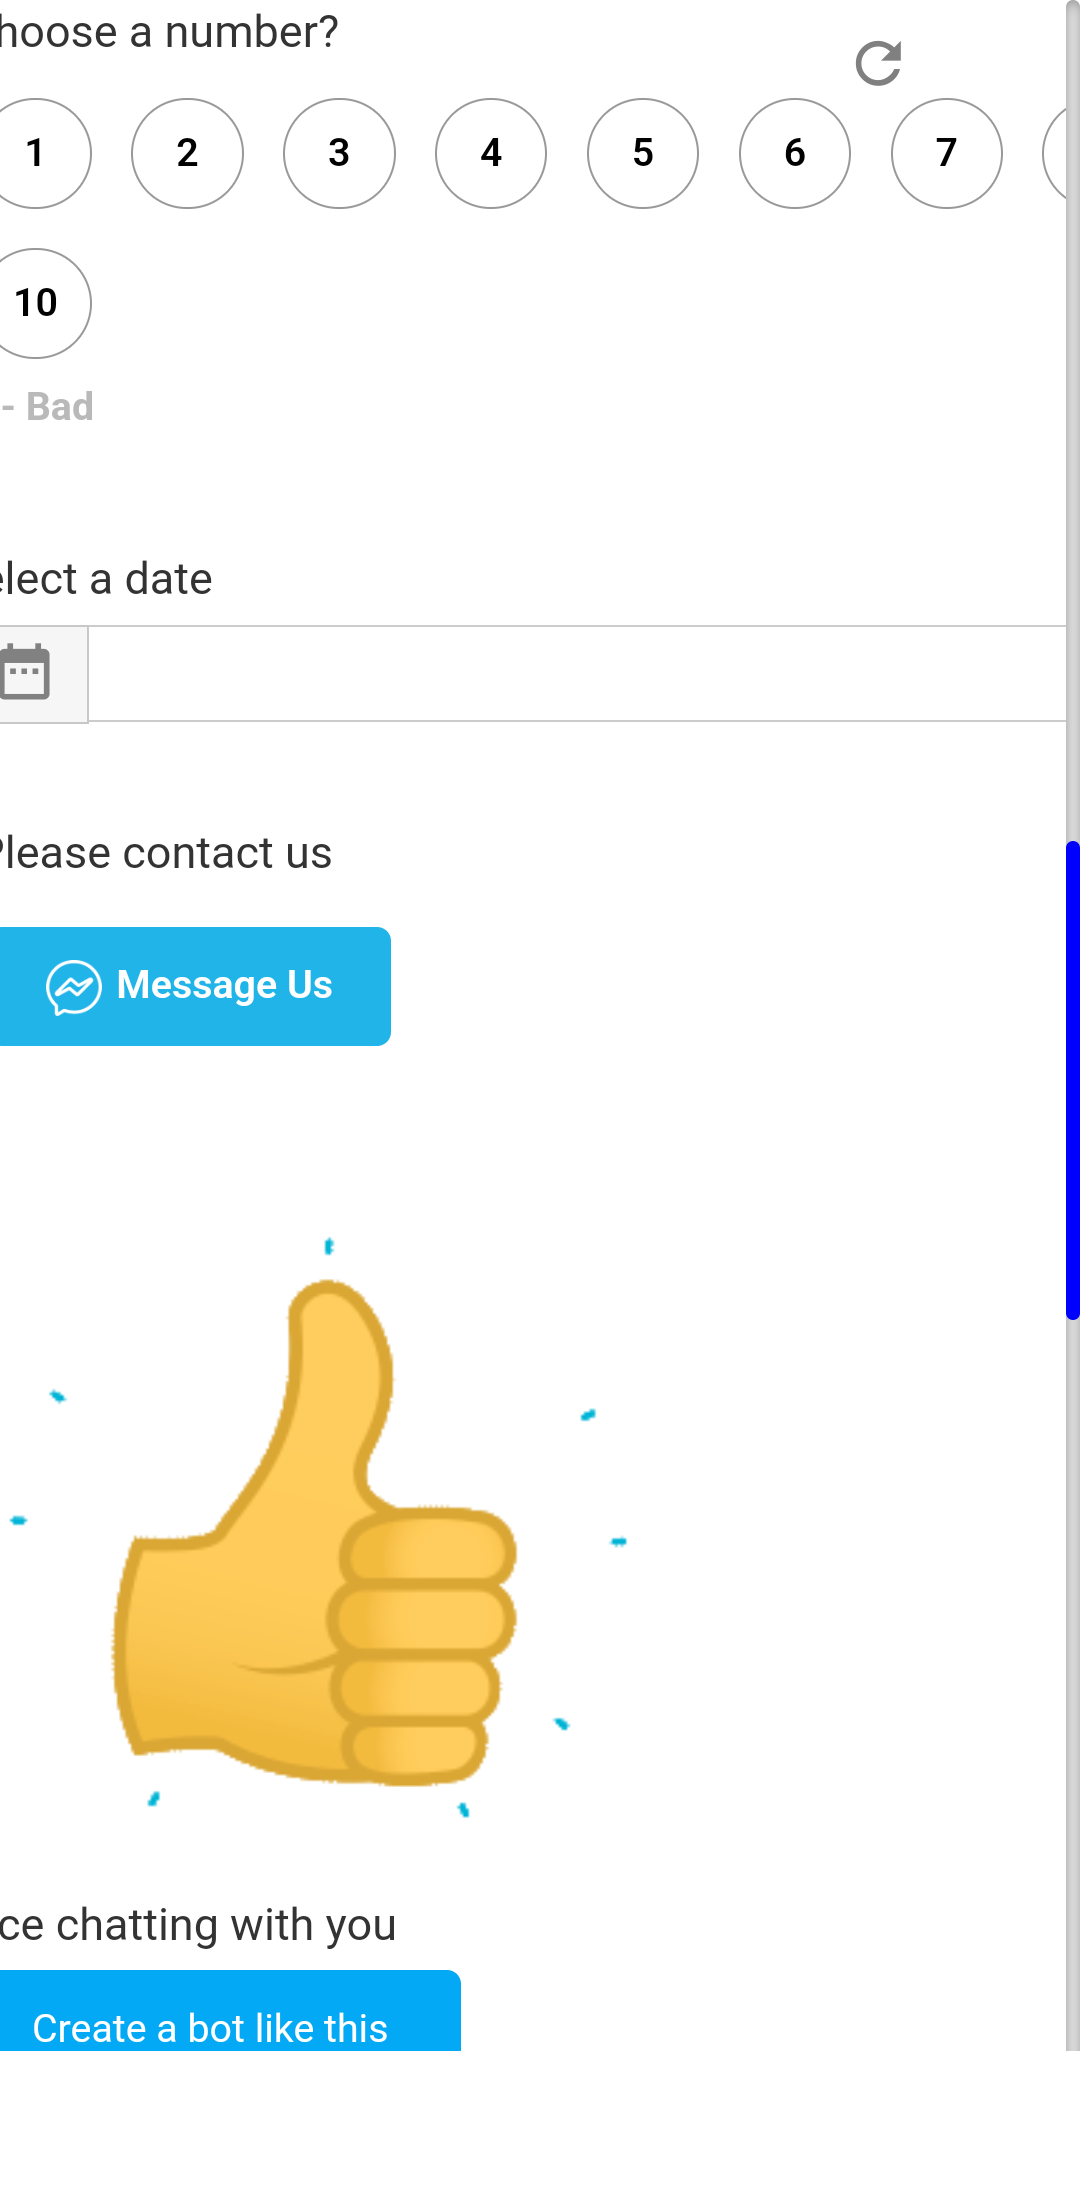 hoose a number?
1 2 3 4 5 6 7
10
- Bad
elect a date
Please contact us
Message Us
ce chatting with you
Create a bot like this